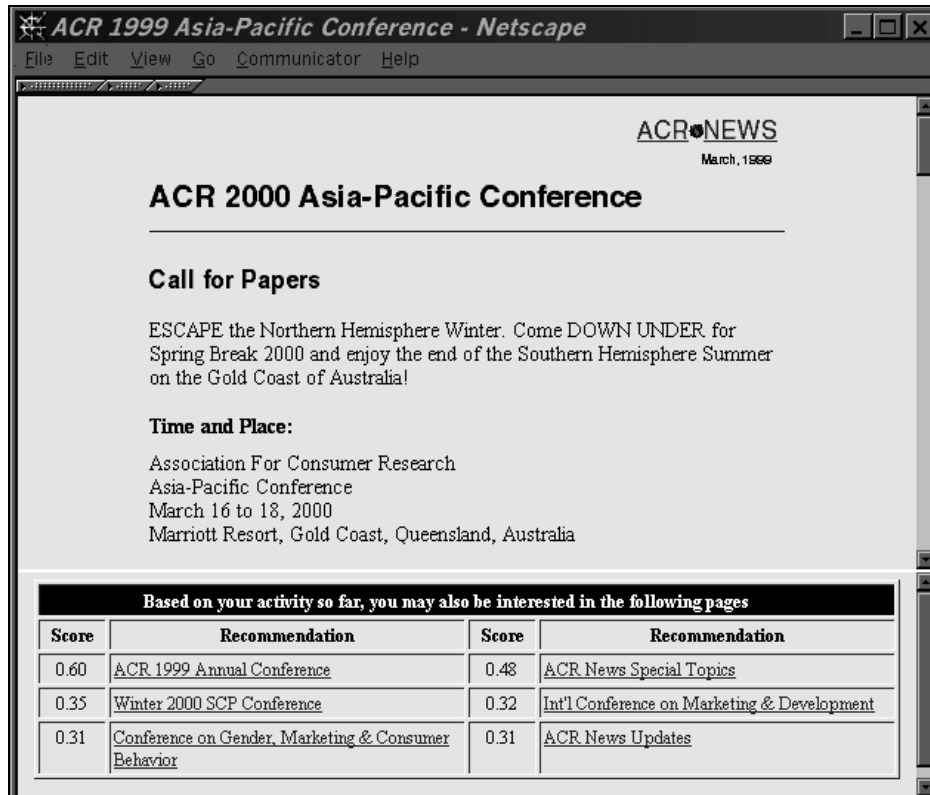 ACR 1999 Asia-Pacific Conference - Netscape
File Edit View Go Communicator Help
ACR NEWS
March, 1999
ACR 2000 Asia-Pacific Conference
Call for Papers
ESCAPE the Northern Hemisphere Winter. Come DOWN UNDER for
Spring Break 2000 and enjoy the end of the Southern Hemisphere Summer
on the Gold Coast of Australia!
Time and Place:
Association For Consumer Research
Asia-Pacific Conference
March 16 to 18, 2000
Marriott Resort, Gold Coast, Queensland, Australia
Based on your activity so far, you may also be interested in the following pages
Score Recommendation Score Recommendation
0.60 ACR 1999 Annual Conference 0.48 ACR News Special Topics
0.35 Winter 2000 SCP Conference 0.32 Int'l Conference on Marketing & Development
0.31 Conference on Gender, Marketing & Consumer 0.31 ACR News Updates
Behavior